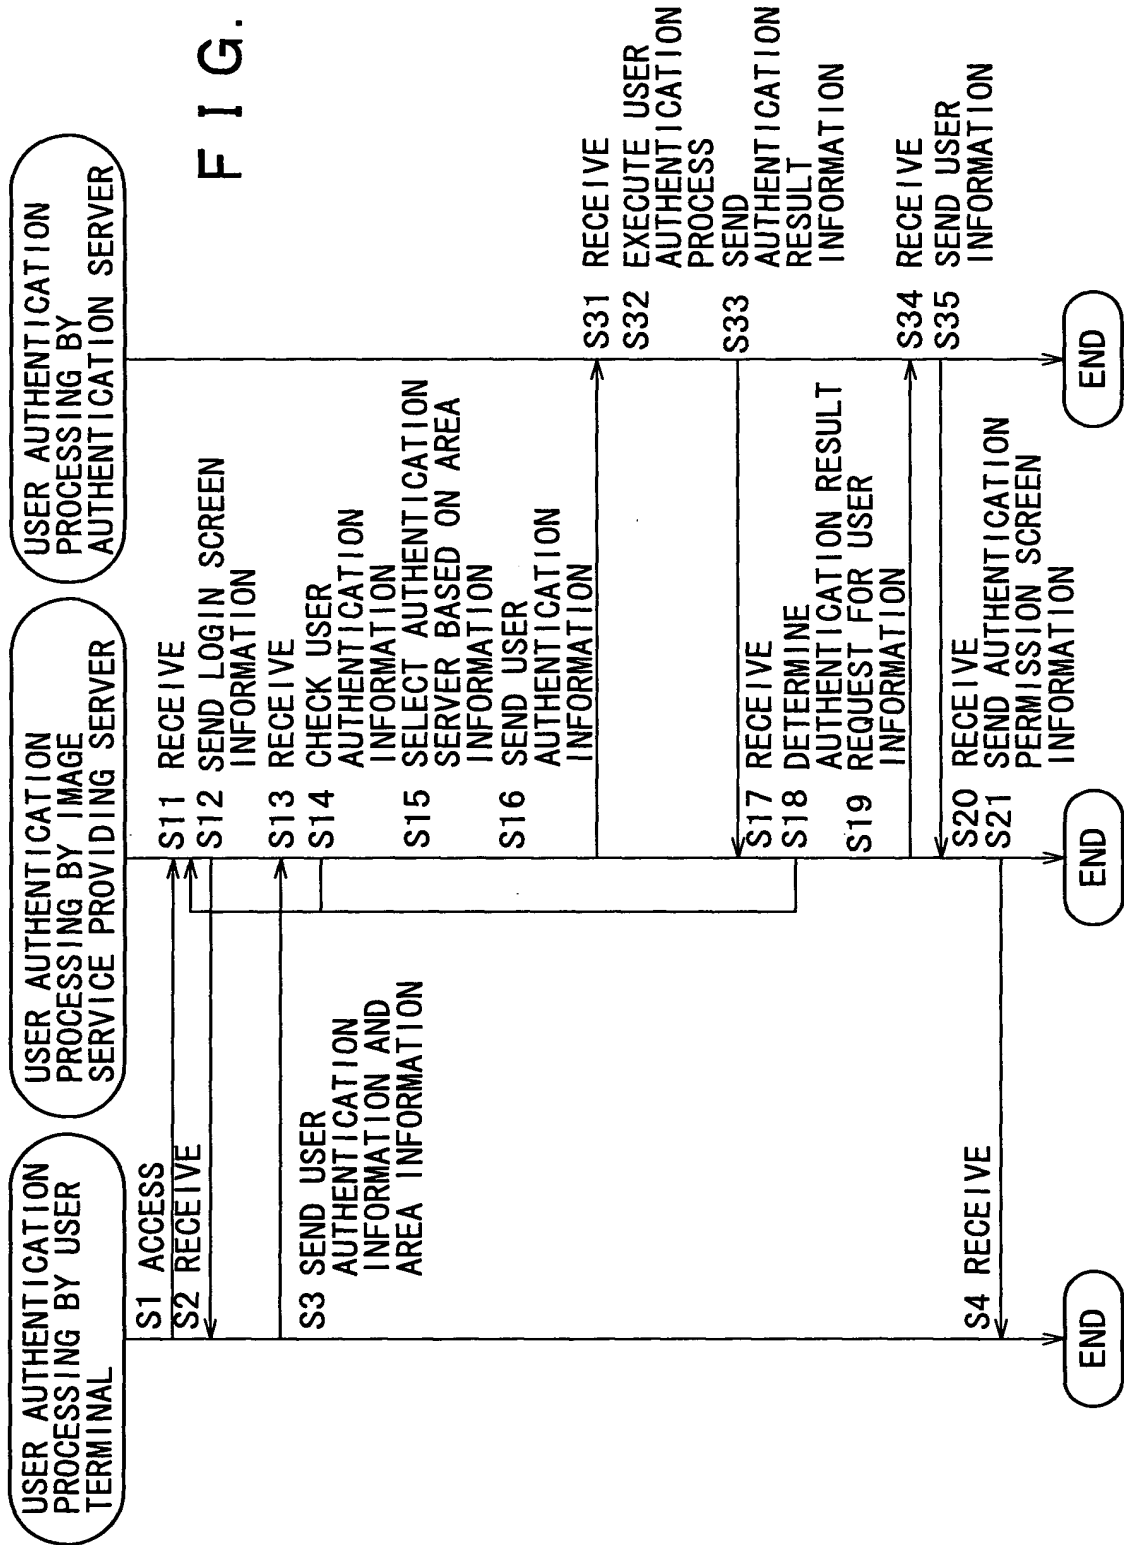 FIG.
USER AUTHENTICATION
PROCESSING BY USER
TERMINAL
S1 ACCESS
S2 RECEIVE
S3 SEND USER
AUTHENTICATION
INFORMATION AND
AREA INFORMATION
S4 RECEIVE
END
USER AUTHENTICATION
PROCESSING BY IMAGE
SERVICE PROVIDING SERVER
S11 RECEIVE
S12 SEND LOGIN SCREEN
INFORMATION
S13 RECEIVE
S14 CHECK USER
AUTHENTICATION
INFORMATION
S15 SELECT AUTHENTICATION
SERVER BASED ON AREA
INFORMATION
S16 SEND USER
AUTHENTICATION
INFORMATION
S17 RECEIVE
S18 DETERMINE
AUTHENTICATION RESULT
S19 REQUEST FOR USER
INFORMATION
S20 RECEIVE
S21 SEND AUTHENTICATION
PERMISSION SCREEN
INFORMATION
END
USER AUTHENTICATION
PROCESSING BY
AUTHENTICATION SERVER
S31 RECEIVE
S32 EXECUTE USER
AUTHENTICATION
PROCESS
S33 SEND
AUTHENTICATION
RESULT
INFORMATION
S34 RECEIVE
S35 SEND USER
INFORMATION
END